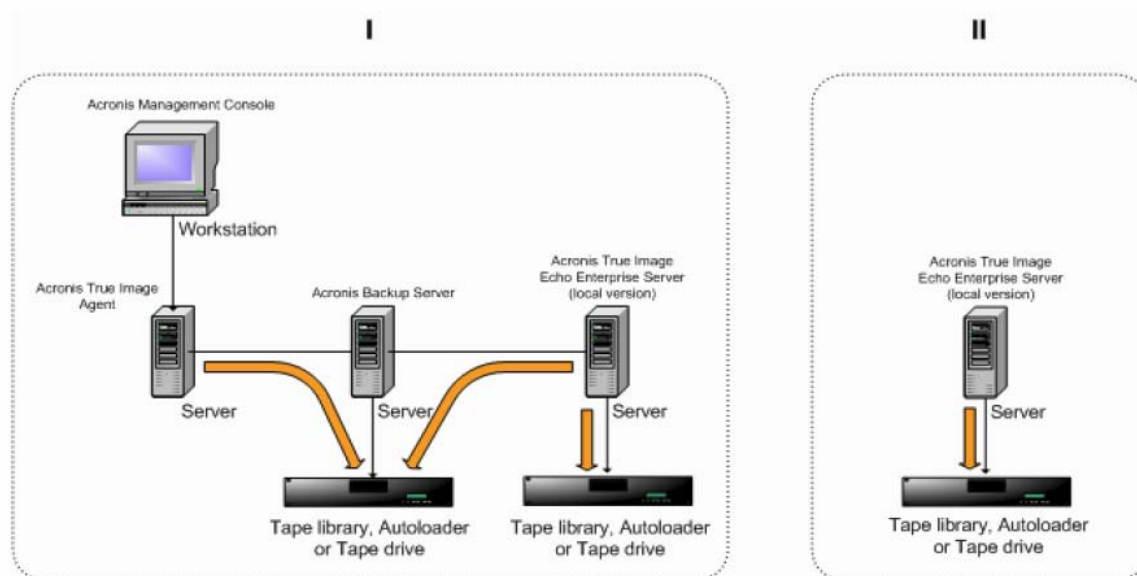 I
II
Acronis Management Console
Workstation
Acronis True Image
Agent
Server
Acronis Backup Server
Server
Acronis True Image
Echo Enterprise Server
(local version)
Server
Tape library, Autoloader
or Tape drive
Tape library, Autoloader
or Tape drive
Acronis True Image
Echo Enterprise Server
(local version)
Server
Tape library, Autoloader
or Tape drive